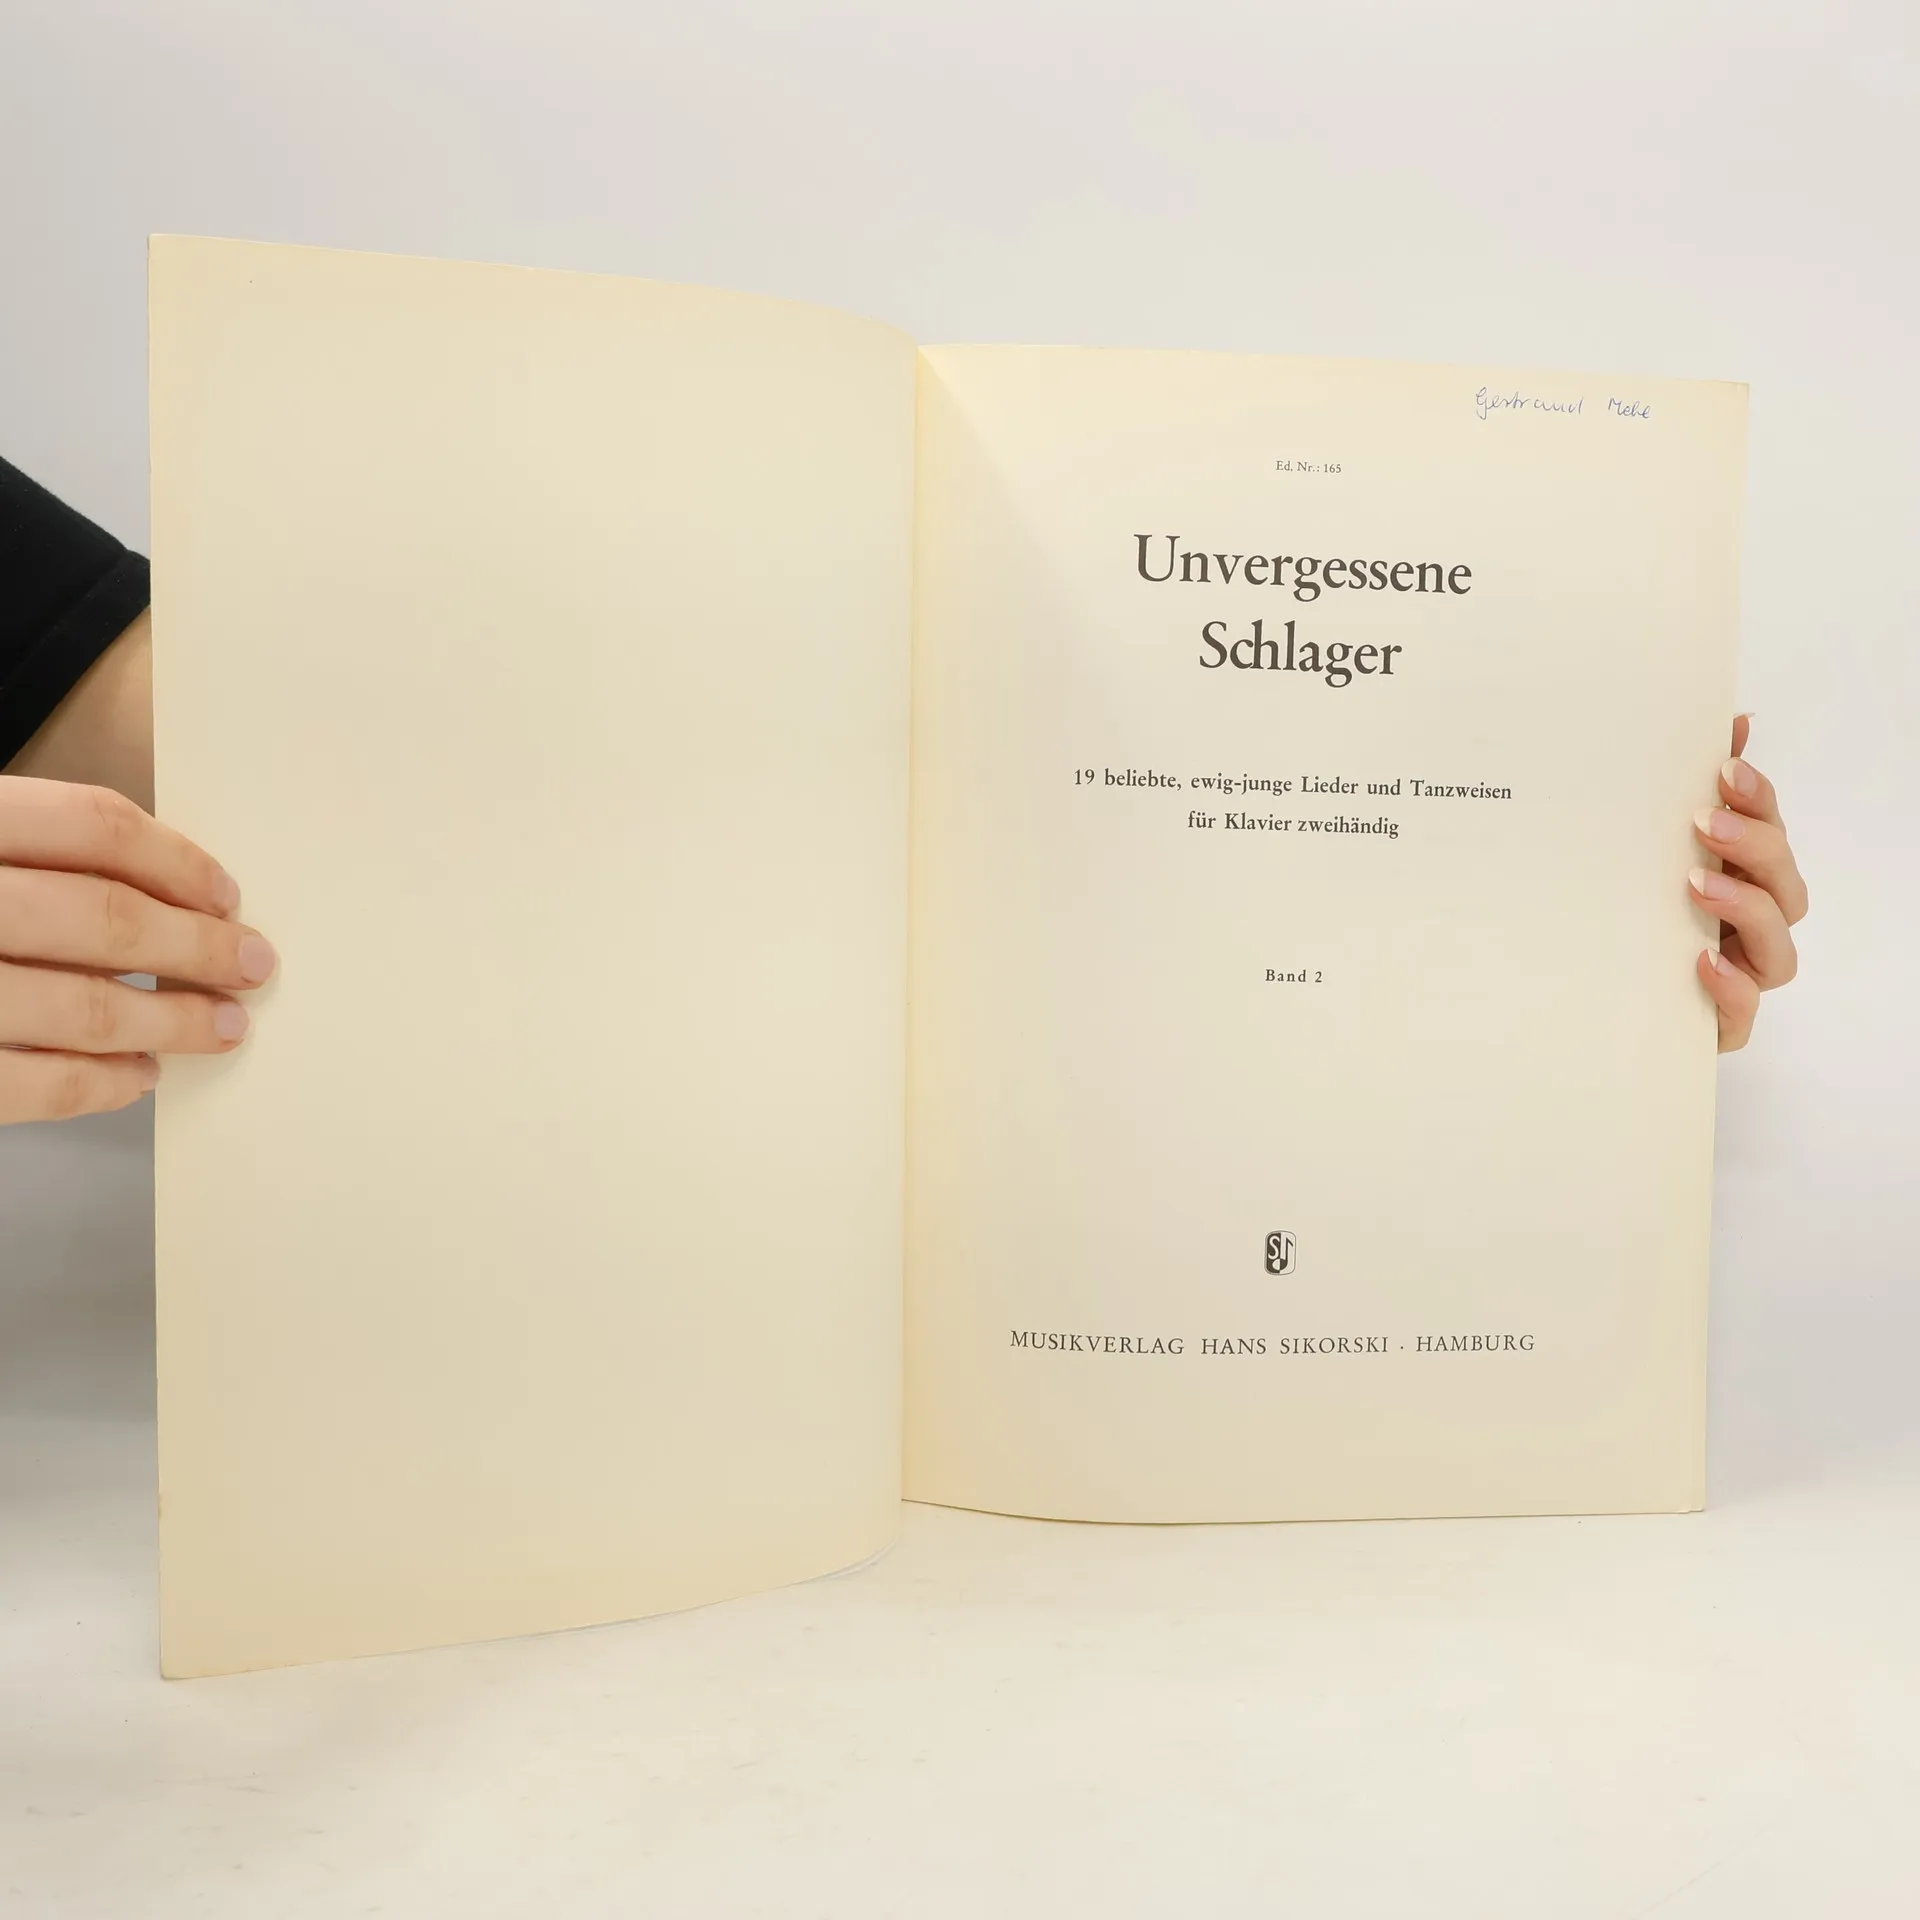 Gertraud
Ed. Nr.: 165
Unvergessene
Schlager
19 beliebte, ewig-junge Lieder und Tanzweisen
für Klavier zweihändig
Band 2
MUSIKVERLAG HANS SIKORSKI · HAMBURG